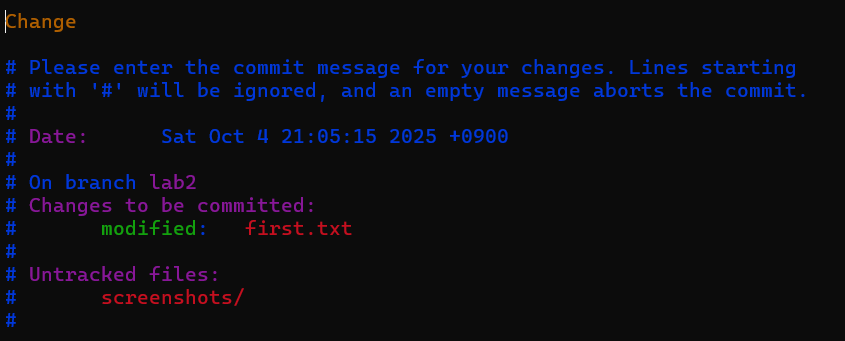 Change
# Please enter the commit message for your changes. Lines starting
# with '#' will be ignored, and an empty message aborts the commit.
#
# Date:      Sat Oct 4 21:05:15 2025 +0900
#
# On branch lab2
# Changes to be committed:
#       modified:   first.txt
#
# Untracked files:
#       screenshots/
#